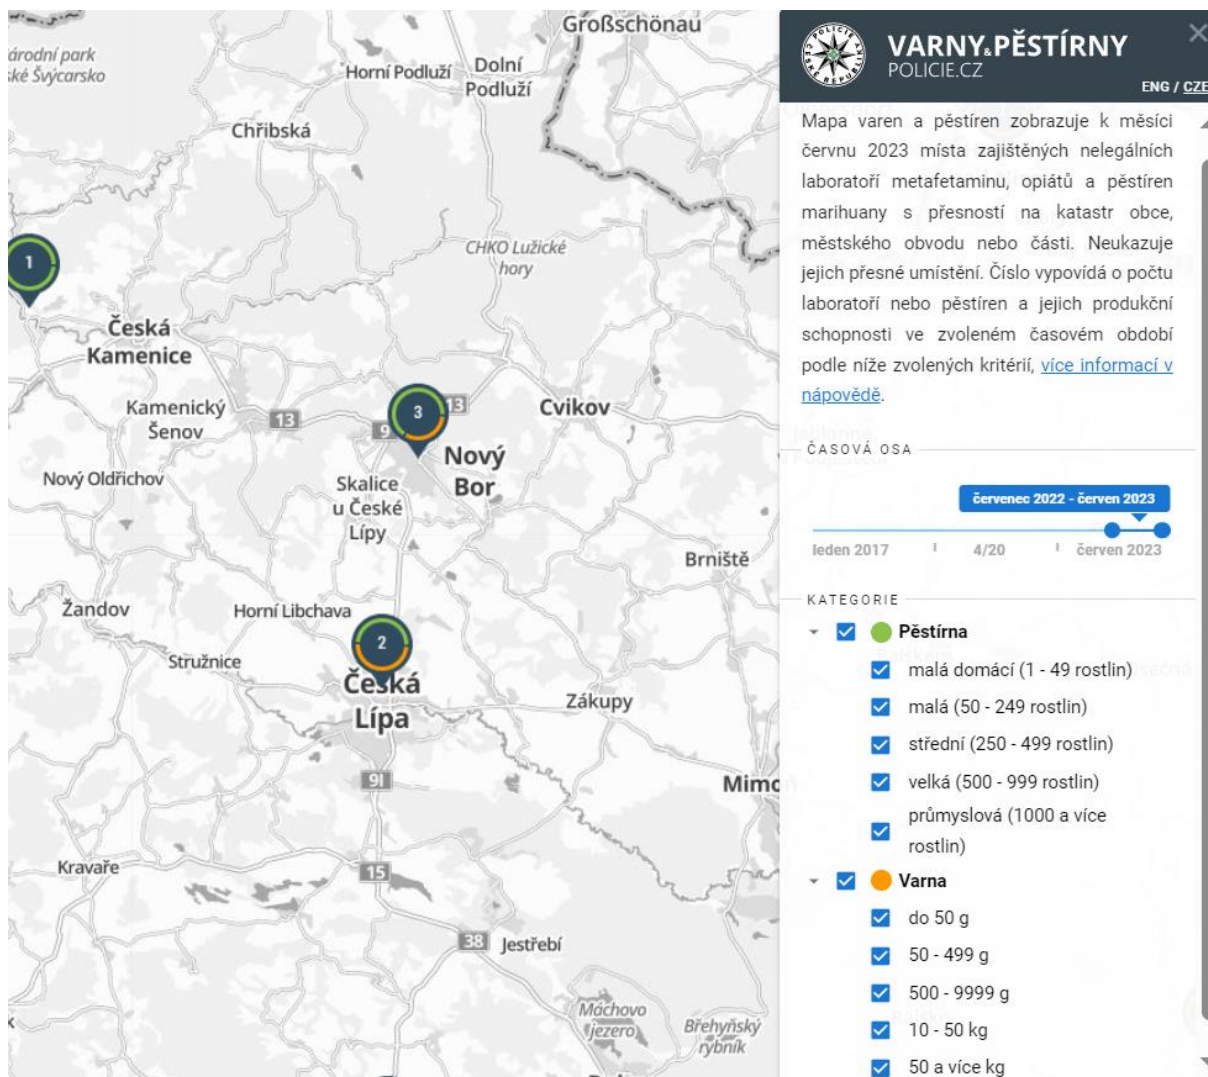 Großschönau
árodní park
ké Švýcarsko
Horní Podluží
Dolní
Podluží
Chřibská
CHKO Lužické
hory
1
Česká
Kamenice
Kamenický
Šenov
13
9
3
13
Cvikov
Nový
Bor
Nový Oldřichov
Skalice
u České
Lípy
Brniště
Žandov
Horní Libchava
2
Stružnice
Česká
Lípa
Zákupy
9
Mimo
Kravaře
15
38
Jestřebí
Máchovo
jezero
Břehyňský
rybník
POLICIE ČESKÉ REPUBLIKY
VARNY&PĚSTÍRNY
POLICIE.CZ
ENG / CZE
Mapa varen a pěstíren zobrazuje k měsíci
červnu 2023 místa zajištěných nelegálních
laboratoří metafetaminu, opiátů a pěstíren
marihuany s přesností na katastr obce,
městského obvodu nebo části. Neukazuje
jejich přesné umístění. Číslo vypovídá o počtu
laboratoří nebo pěstíren a jejich produkční
schopnosti ve zvoleném časovém období
podle níže zvolených kritérií, více informací v
nápovědě.
ČASOVÁ OSA
červenec 2022 - červen 2023
leden 2017 4/20 červen 2023
KATEGORIE
Pěstírna
malá domácí (1 - 49 rostlin)
malá (50 - 249 rostlin)
střední (250 - 499 rostlin)
velká (500 - 999 rostlin)
průmyslová (1000 a více
rostlin)
Varna
do 50 g
50 - 499 g
500 - 9999 g
10 - 50 kg
50 a více kg